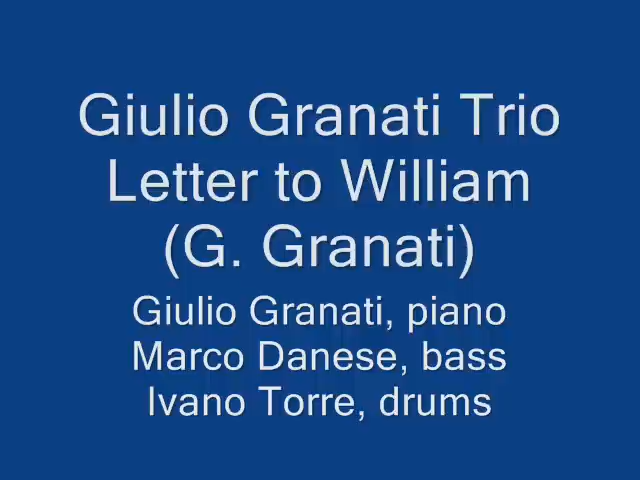 Giulio Granati Trio
Letter to William
(G. Granati)
Giulio Granati, piano
Marco Danese, bass
Ivano Torre, drums